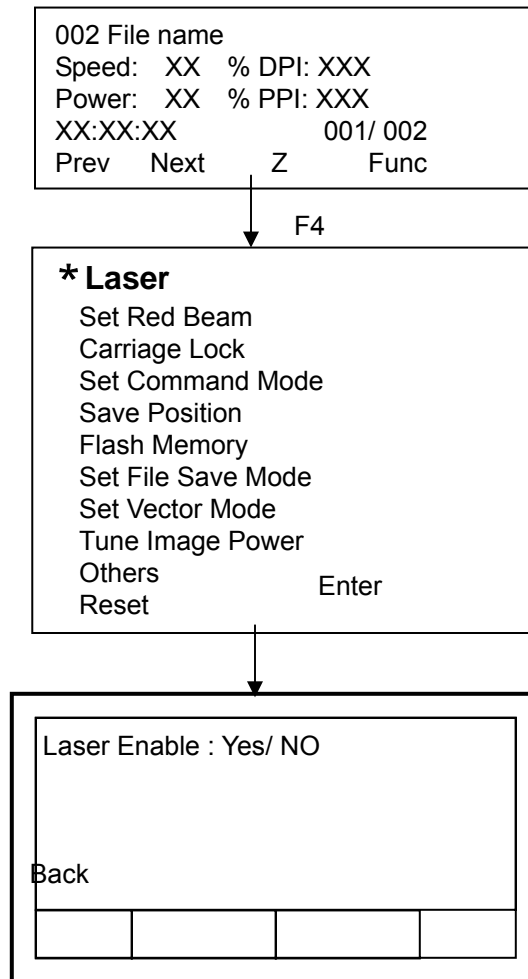 002 File name
Speed: XX % DPI: XXX
Power: XX % PPI: XXX
XX:XX:XX 001/ 002
Prev Next Z Func
F4
* Laser
Set Red Beam
Carriage Lock
Set Command Mode
Save Position
Flash Memory
Set File Save Mode
Set Vector Mode
Tune Image Power
Others
Enter
Reset
Laser Enable : Yes/ NO
Back